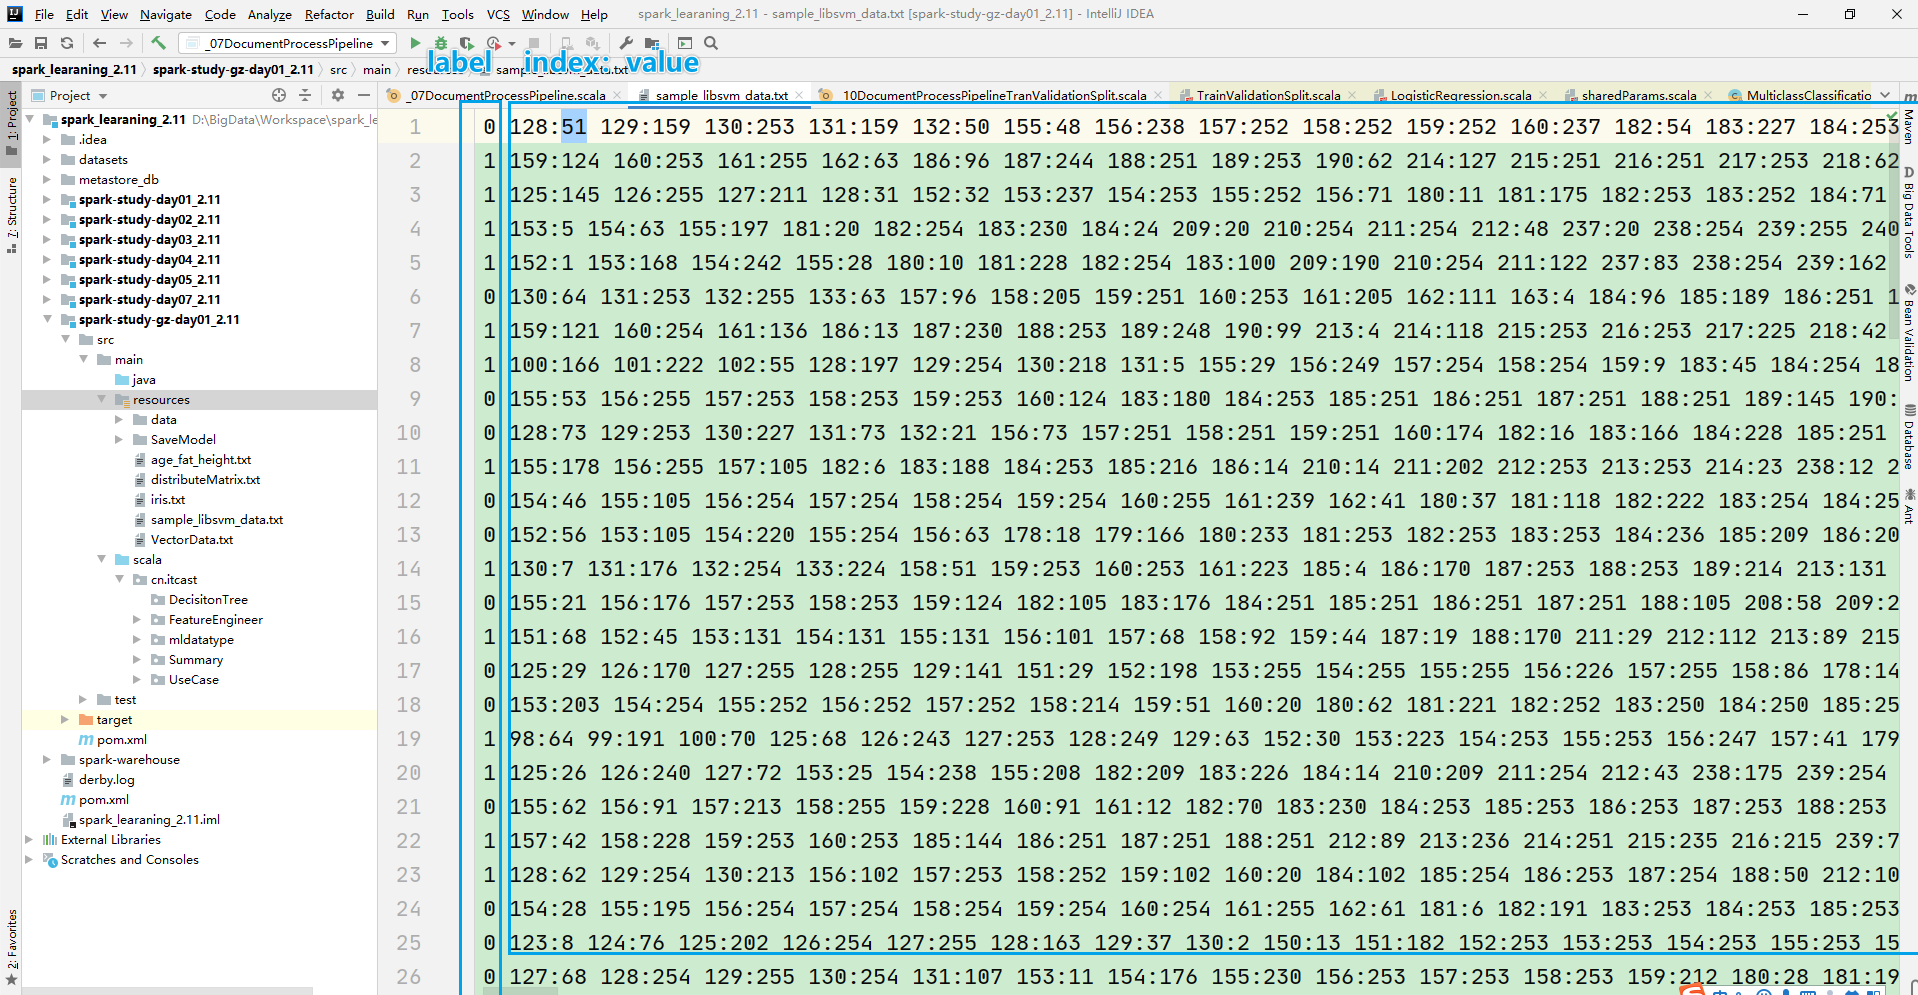 File Edit View Navigate Code Analyze Refactor Build Run Tools VCS Window Help spark_learaning_2.11 - sample_libsvm_data.txt [spark-study-gz-day01_2.11] - IntelliJ IDEA
_07DocumentProcessPipeline
label index: value
spark_learaning_2.11 spark-study-gz-day01_2.11 src main resources sample_libsvm_data.txt
Project
_07DocumentProcessPipeline.scala sample_libsvm_data.txt 10DocumentProcessPipelineTranValidationSplit.scala TrainValidationSplit.scala LogisticRegression.scala sharedParams.scala MulticlassClassificatio
1: Project
7: Structure
2: Favorites
spark_learaning_2.11 D:\BigData\Workspace\spark_le
.idea
datasets
metastore_db
spark-study-day01_2.11
spark-study-day02_2.11
spark-study-day03_2.11
spark-study-day04_2.11
spark-study-day05_2.11
spark-study-day07_2.11
spark-study-gz-day01_2.11
src
main
java
resources
data
SaveModel
age_fat_height.txt
distributeMatrix.txt
iris.txt
sample_libsvm_data.txt
VectorData.txt
scala
cn.itcast
DecisitonTree
FeatureEngineer
mldatatype
Summary
UseCase
test
target
pom.xml
spark-warehouse
derby.log
pom.xml
spark_learaning_2.11.iml
External Libraries
Scratches and Consoles
1 0 128:51 129:159 130:253 131:159 132:50 155:48 156:238 157:252 158:252 159:252 160:237 182:54 183:227 184:253
2 1 159:124 160:253 161:255 162:63 186:96 187:244 188:251 189:253 190:62 214:127 215:251 216:251 217:253 218:62
3 1 125:145 126:255 127:211 128:31 152:32 153:237 154:253 155:252 156:71 180:11 181:175 182:253 183:252 184:71
4 1 153:5 154:63 155:197 181:20 182:254 183:230 184:24 209:20 210:254 211:254 212:48 237:20 238:254 239:255 240
5 1 152:1 153:168 154:242 155:28 180:10 181:228 182:254 183:100 209:190 210:254 211:122 237:83 238:254 239:162
6 0 130:64 131:253 132:255 133:63 157:96 158:205 159:251 160:253 161:205 162:111 163:4 184:96 185:189 186:251 1
7 1 159:121 160:254 161:136 186:13 187:230 188:253 189:248 190:99 213:4 214:118 215:253 216:253 217:225 218:42
8 1 100:166 101:222 102:55 128:197 129:254 130:218 131:5 155:29 156:249 157:254 158:254 159:9 183:45 184:254 18
9 0 155:53 156:255 157:253 158:253 159:253 160:124 183:180 184:253 185:251 186:251 187:251 188:251 189:145 190:
10 0 128:73 129:253 130:227 131:73 132:21 156:73 157:251 158:251 159:251 160:174 182:16 183:166 184:228 185:251
11 1 155:178 156:255 157:105 182:6 183:188 184:253 185:216 186:14 210:14 211:202 212:253 213:253 214:23 238:12 2
12 0 154:46 155:105 156:254 157:254 158:254 159:254 160:255 161:239 162:41 180:37 181:118 182:222 183:254 184:25
13 0 152:56 153:105 154:220 155:254 156:63 178:18 179:166 180:233 181:253 182:253 183:253 184:236 185:209 186:20
14 1 130:7 131:176 132:254 133:224 158:51 159:253 160:253 161:223 185:4 186:170 187:253 188:253 189:214 213:131
15 0 155:21 156:176 157:253 158:253 159:124 182:105 183:176 184:251 185:251 186:251 187:251 188:105 208:58 209:2
16 1 151:68 152:45 153:131 154:131 155:131 156:101 157:68 158:92 159:44 187:19 188:170 211:29 212:112 213:89 215
17 0 125:29 126:170 127:255 128:255 129:141 151:29 152:198 153:255 154:255 155:255 156:226 157:255 158:86 178:14
18 0 153:203 154:254 155:252 156:252 157:252 158:214 159:51 160:20 180:62 181:221 182:252 183:250 184:250 185:25
19 1 98:64 99:191 100:70 125:68 126:243 127:253 128:249 129:63 152:30 153:223 154:253 155:253 156:247 157:41 179
20 1 125:26 126:240 127:72 153:25 154:238 155:208 182:209 183:226 184:14 210:209 211:254 212:43 238:175 239:254
21 0 155:62 156:91 157:213 158:255 159:228 160:91 161:12 182:70 183:230 184:253 185:253 186:253 187:253 188:253
22 1 157:42 158:228 159:253 160:253 185:144 186:251 187:251 188:251 212:89 213:236 214:251 215:235 216:215 239:7
23 1 128:62 129:254 130:213 156:102 157:253 158:252 159:102 160:20 184:102 185:254 186:253 187:254 188:50 212:10
24 0 154:28 155:195 156:254 157:254 158:254 159:254 160:254 161:255 162:61 181:6 182:191 183:253 184:253 185:253
25 0 123:8 124:76 125:202 126:254 127:255 128:163 129:37 130:2 150:13 151:182 152:253 153:253 154:253 155:253 15
26 0 127:68 128:254 129:255 130:254 131:107 153:11 154:176 155:230 156:253 157:253 158:253 159:212 180:28 181:19
Maven
Big Data Tools
Bean Validation
Database
Ant